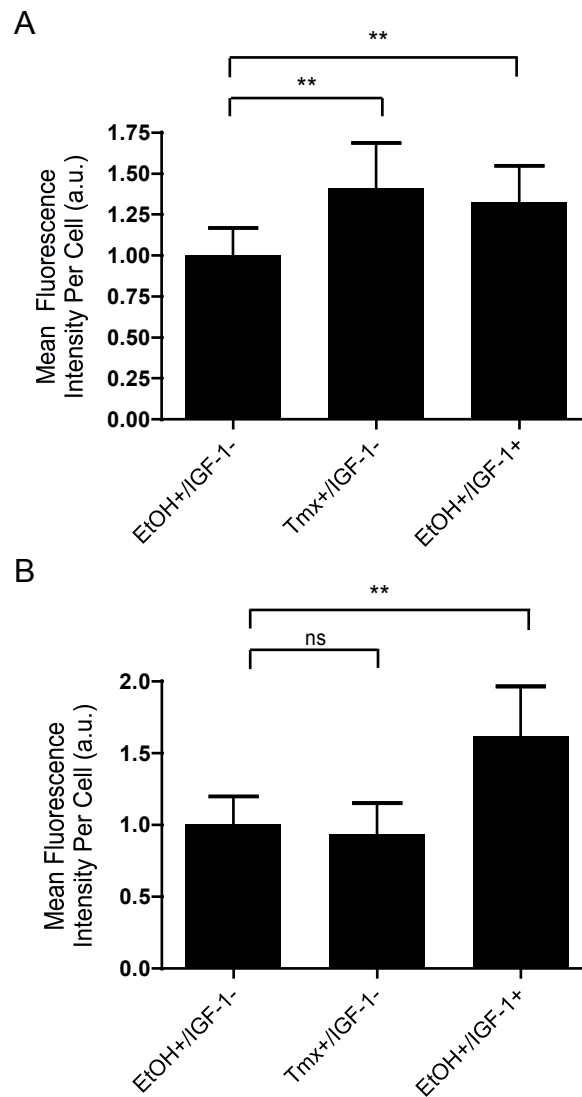 A
**
**
Mean Fluorescence
Intensity Per Cell (a.u.)
1.75
1.50
1.25
1.00
0.75
0.50
0.25
0.00
EtOH+/IGF-1-
Tmx+/IGF-1-
EtOH+/IGF-1+
B
**
ns
Mean Fluorescence
Intensity Per Cell (a.u.)
2.0
1.5
1.0
0.5
0.0
EtOH+/IGF-1-
Tmx+/IGF-1-
EtOH+/IGF-1+